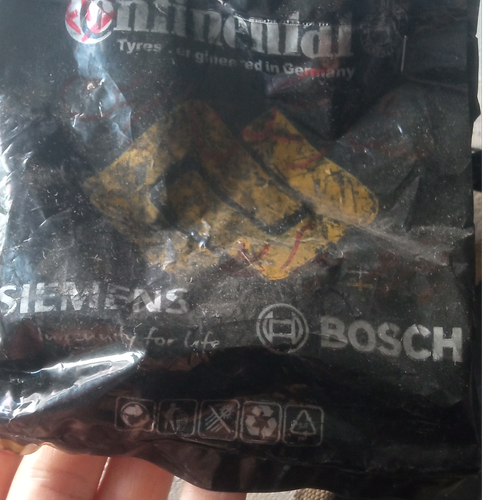 Continental
Tyres
in Germany
SIEMENS
for life
BOSCH